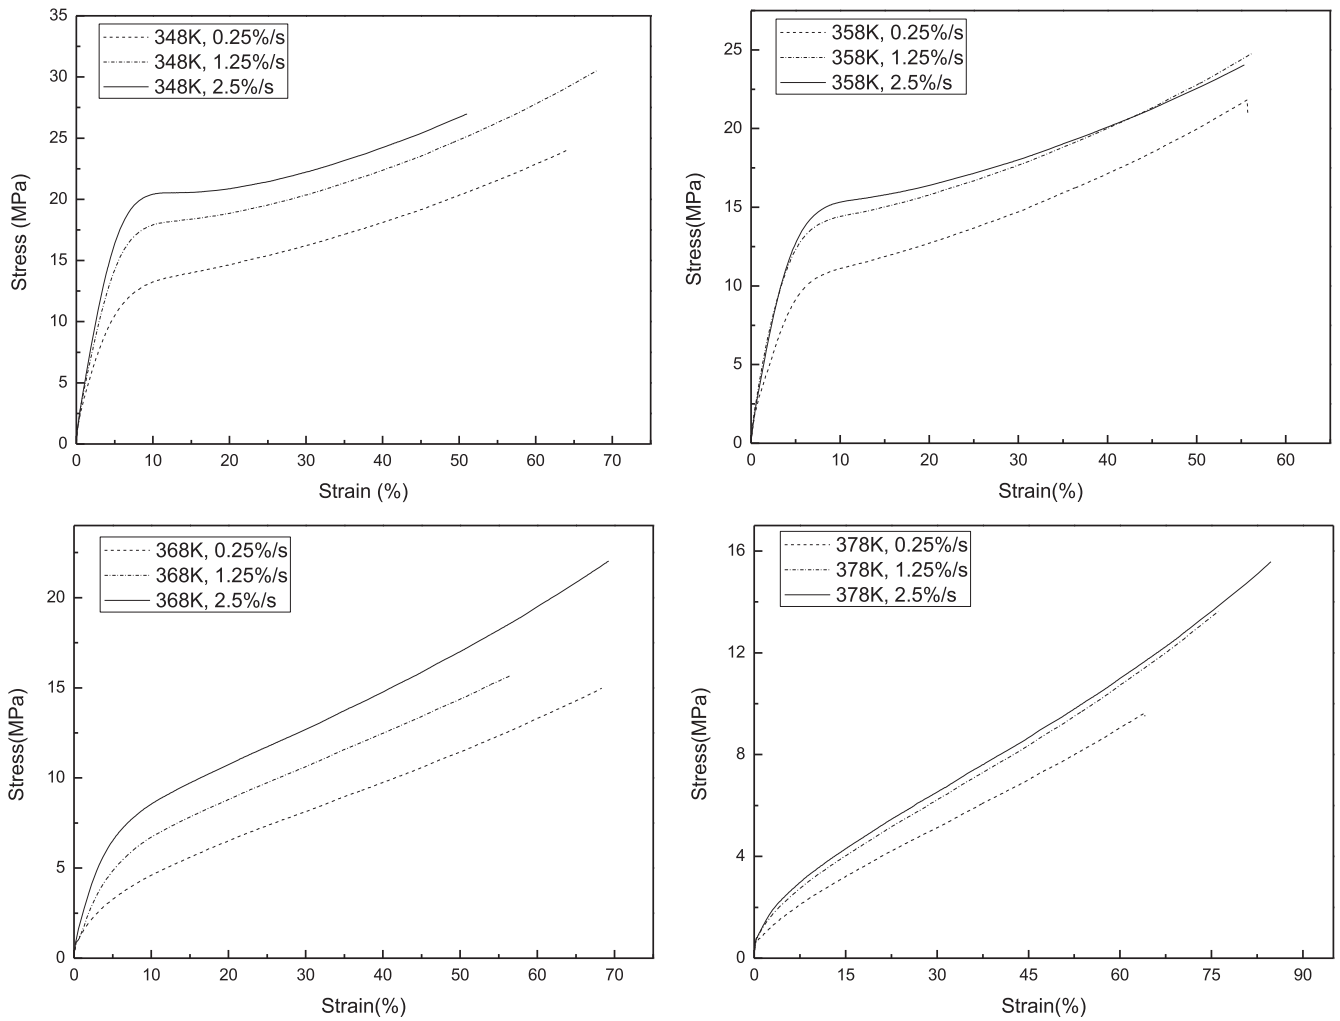 348K, 0.25%/s
348K, 1.25%/s
348K, 2.5%/s
35
30
25
20
15
10
5
0
Stress (MPa)
0 10 20 30 40 50 60 70
Strain (%)
358K, 0.25%/s
358K, 1.25%/s
358K, 2.5%/s
25
20
15
10
5
0
Stress(MPa)
0 10 20 30 40 50 60
Strain(%)
368K, 0.25%/s
368K, 1.25%/s
368K, 2.5%/s
20
15
10
5
0
Stress(MPa)
0 10 20 30 40 50 60 70
Strain(%)
378K, 0.25%/s
378K, 1.25%/s
378K, 2.5%/s
16
12
8
4
0
Stress(MPa)
0 15 30 45 60 75 90
Strain(%)